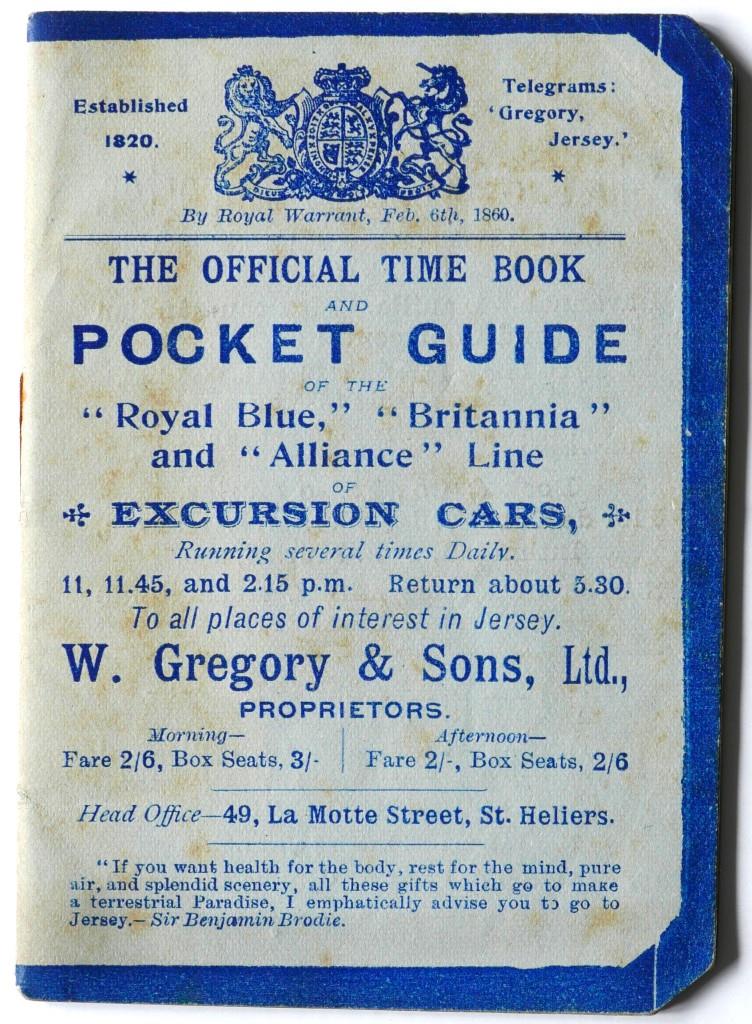 Established
1820.
*
Telegrams:
'Gregory,
Jersey.'
*
DIEU ET MON DROIT
By Royal Warrant, Feb. 6th, 1860.
THE OFFICIAL TIME BOOK
AND
POCKET GUIDE
OF THE
"Royal Blue," "Britannia"
and "Alliance" Line
OF
EXCURSION CARS,
Running several times Daily.
11, 11.45, and 2.15 p.m. Return about 5.30.
To all places of interest in Jersey.
W. Gregory & Sons, Ltd.,
PROPRIETORS.
Morning—
Fare 2/6, Box Seats, 3/-
Afternoon—
Fare 2/-, Box Seats, 2/6
Head Office—49, La Motte Street, St. Heliers.
"If you want health for the body, rest for the mind, pure
air, and splendid scenery, all these gifts which go to make
a terrestrial Paradise, I emphatically advise you to go to
Jersey.—Sir Benjamin Brodie.